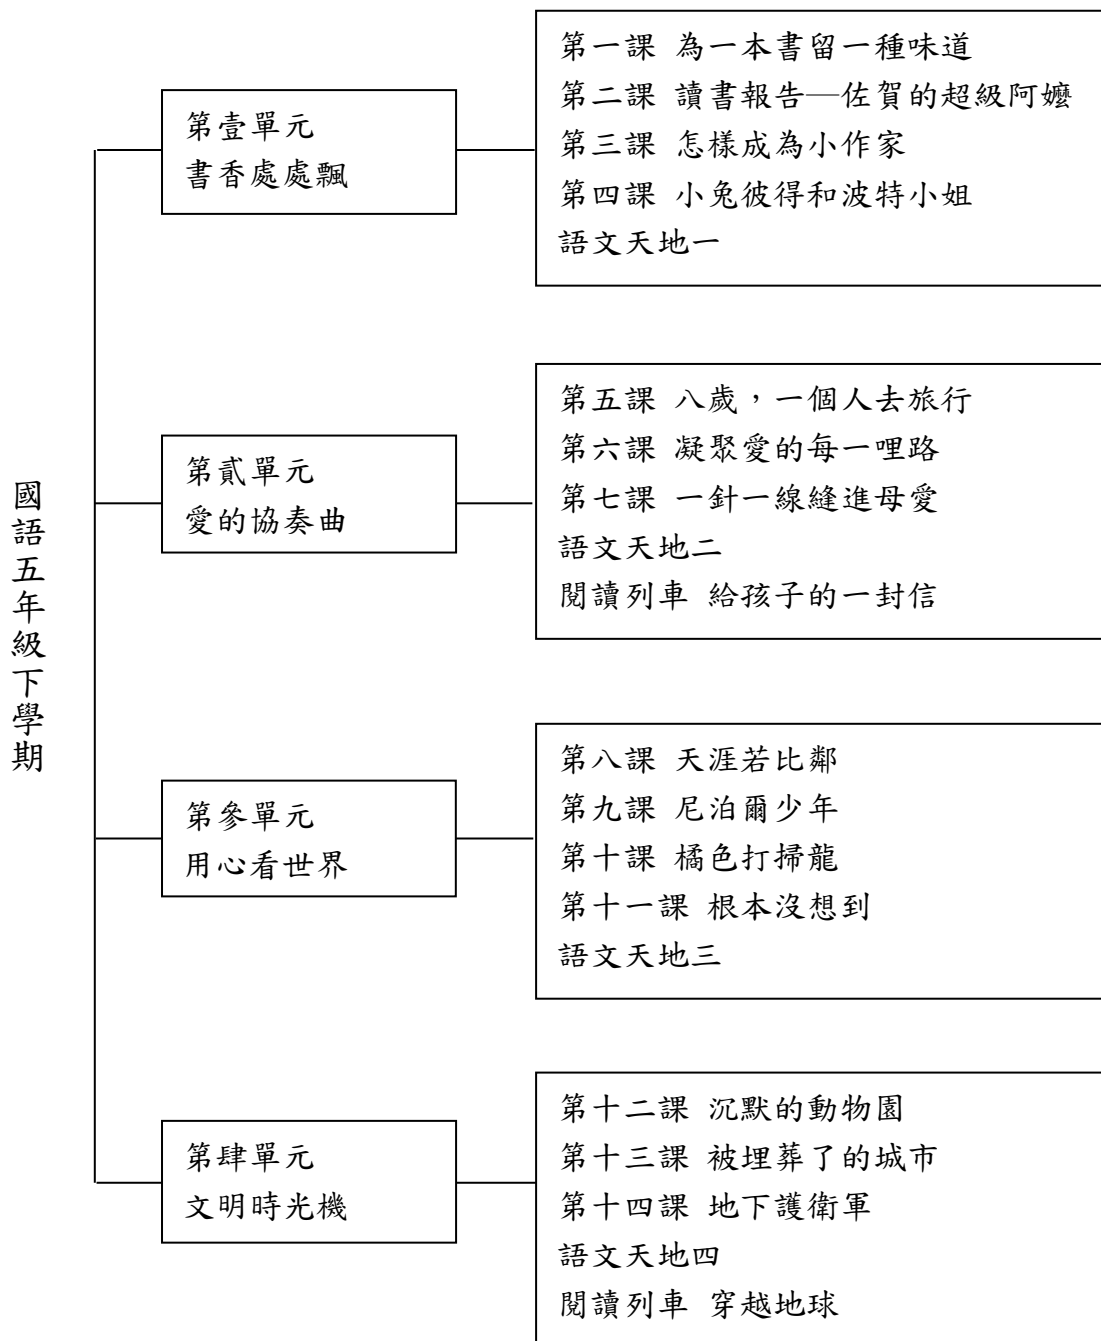 國語五年級下學期
第壹單元
書香處處飄
第一課 為一本書留一種味道
第二課 讀書報告—佐賀的超級阿嬤
第三課 怎樣成為小作家
第四課 小兔彼得和波特小姐
語文天地一
第貳單元
愛的協奏曲
第五課 八歲，一個人去旅行
第六課 凝聚愛的每一哩路
第七課 一針一線縫進母愛
語文天地二
閱讀列車 給孩子的一封信
第參單元
用心看世界
第八課 天涯若比鄰
第九課 尼泊爾少年
第十課 橘色打掃龍
第十一課 根本沒想到
語文天地三
第肆單元
文明時光機
第十二課 沉默的動物園
第十三課 被埋葬了的城市
第十四課 地下護衛軍
語文天地四
閱讀列車 穿越地球